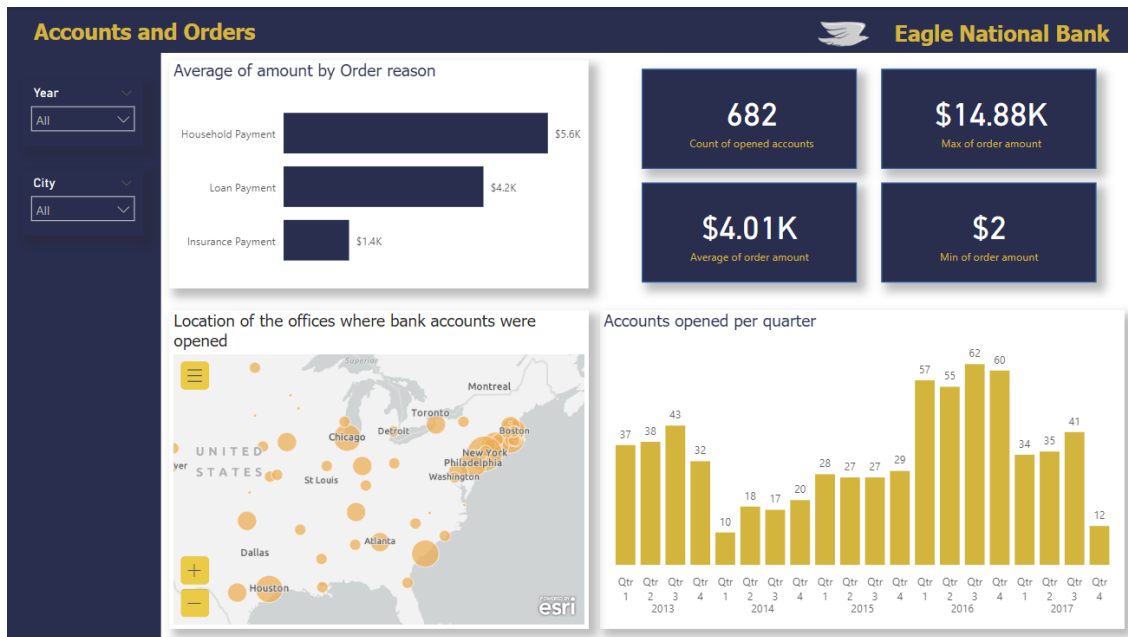 Accounts and Orders
Eagle National Bank
Year
All
City
All
Average of amount by Order reason
Household Payment
$5.6K
Loan Payment
$4.2K
Insurance Payment
$1.4K
682
Count of opened accounts
$14.88K
Max of order amount
$4.01K
Average of order amount
$2
Min of order amount
Location of the offices where bank accounts were
opened
Superior
Montreal
Toronto
Boston
Chicago
Detroit
UNITED
New York
yer
STATES
Philadelphia
St Louis
Washington
Atlanta
Dallas
Houston
esri
Accounts opened per quarter
37 38 43 32 10 18 17 20 28 27 27 29 57 55 62 60 34 35 41 12
Qtr Qtr Qtr Qtr Qtr Qtr Qtr Qtr Qtr Qtr Qtr Qtr Qtr Qtr Qtr Qtr Qtr Qtr Qtr Qtr
1 2 3 4 1 2 3 4 1 2 3 4 1 2 3 4 1 2 3 4
2013 2014 2015 2016 2017